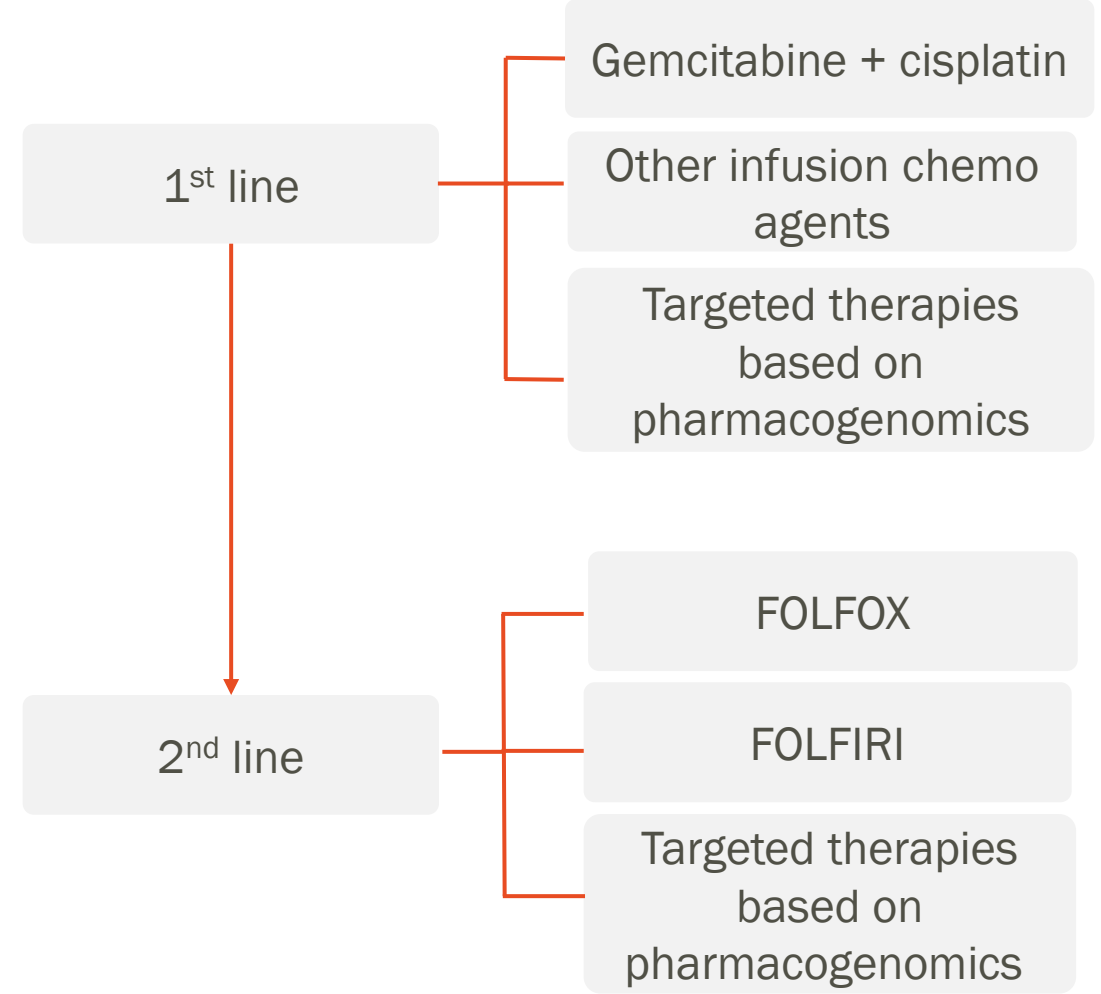 Gemcitabine + cisplatin
1st line
Other infusion chemo
agents
Targeted therapies
based on
pharmacogenomics
FOLFOX
2nd line
FOLFIRI
Targeted therapies
based on
pharmacogenomics